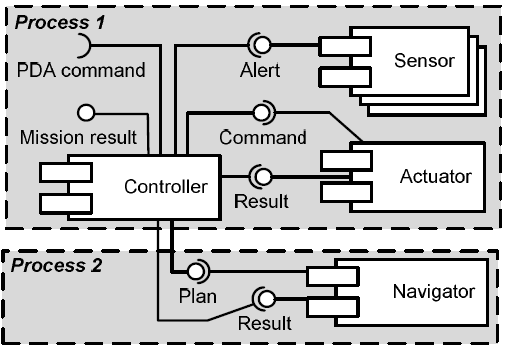 Process 1
PDA command
Alert
Sensor
Mission result
Command
Controller
Result
Actuator
Process 2
Plan
Navigator
Result